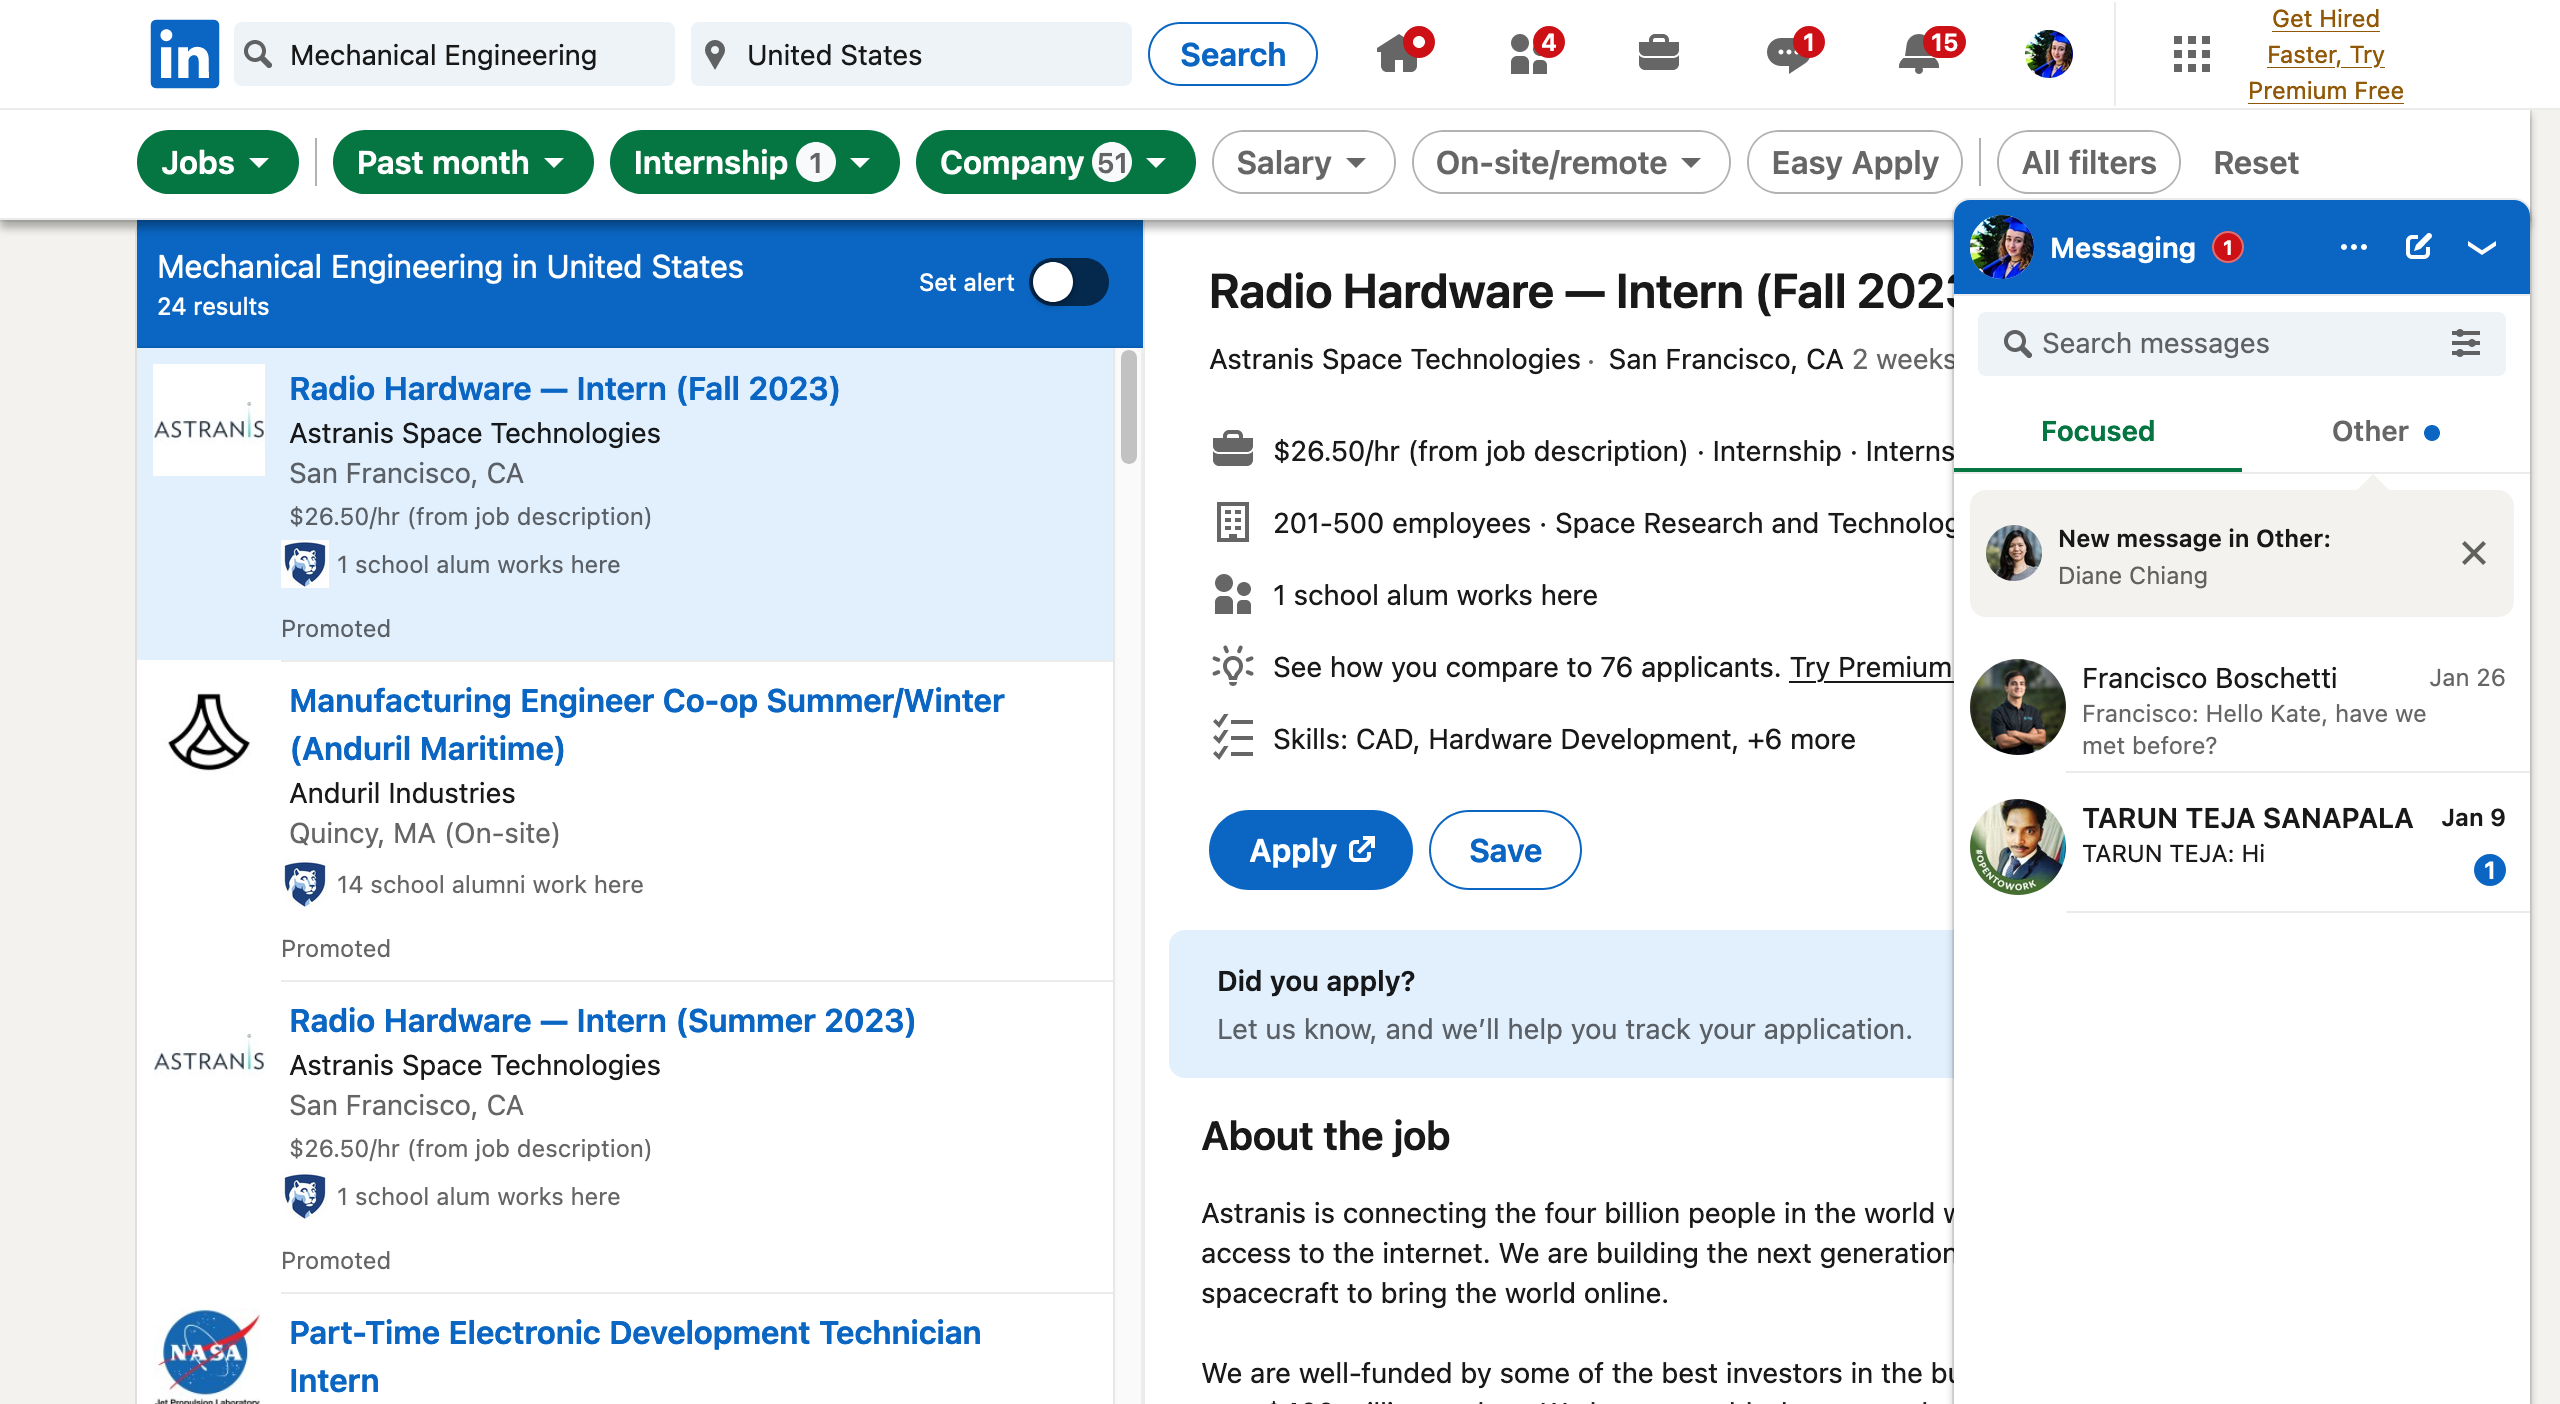 in
Mechanical Engineering
United States
Search
4
1
15
Get Hired
Faster, Try
Premium Free
Jobs
Past month
Internship 1
Company 51
Salary
On-site/remote
Easy Apply
All filters
Reset
Mechanical Engineering in United States
24 results
Set alert
ASTRANIS
Radio Hardware — Intern (Fall 2023)
Astranis Space Technologies
San Francisco, CA
$26.50/hr (from job description)
1 school alum works here
Promoted
Manufacturing Engineer Co-op Summer/Winter
(Anduril Maritime)
Anduril Industries
Quincy, MA (On-site)
14 school alumni work here
Promoted
ASTRANIS
Radio Hardware — Intern (Summer 2023)
Astranis Space Technologies
San Francisco, CA
$26.50/hr (from job description)
1 school alum works here
Promoted
NASA
Jet Propulsion Laboratory
Part-Time Electronic Development Technician
Intern
Radio Hardware — Intern (Fall 2023
Astranis Space Technologies · San Francisco, CA 2 weeks
$26.50/hr (from job description) · Internship · Interns
201-500 employees · Space Research and Technolog
1 school alum works here
See how you compare to 76 applicants. Try Premium
Skills: CAD, Hardware Development, +6 more
Apply
Save
Did you apply?
Let us know, and we’ll help you track your application.
About the job
Astranis is connecting the four billion people in the world w
access to the internet. We are building the next generation
spacecraft to bring the world online.
We are well-funded by some of the best investors in the bu
Messaging 1
Search messages
Focused
Other
New message in Other:
Diane Chiang
Francisco Boschetti
Jan 26
Francisco: Hello Kate, have we
met before?
#OPENTOWORK
TARUN TEJA SANAPALA
Jan 9
TARUN TEJA: Hi
1